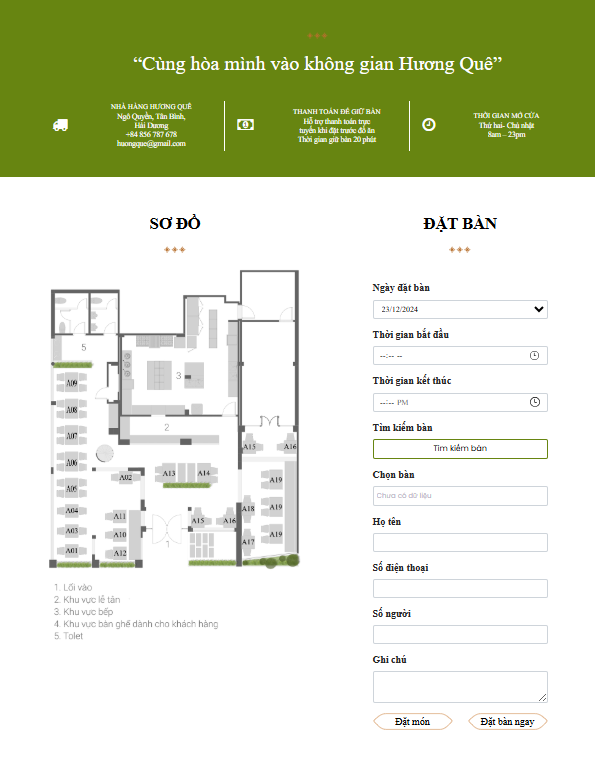 “Cùng hòa mình vào không gian Hương Quê”
NHÀ HÀNG HƯƠNG QUÊ
Ngô Quyền, Tân Bình,
Hải Dương
+84 856 787 678
huongque@gmail.com
THANH TOÁN ĐỂ GIỮ BÀN
Hỗ trợ thanh toán trực
tuyến khi đặt trước đồ ăn
Thời gian giữ bàn 20 phút
THỜI GIAN MỞ CỬA
Thứ hai- Chủ nhật
8am – 23pm
SƠ ĐỒ
5
A09
A08
A07
A06
A05
A04
A03
A01
3
2
A02
A11
A10
A12
A13
A14
1
A15
A16
A15
A16
A19
A18
A19
A17
A19
1. Lối vào
2. Khu vực lễ tân
3. Khu vực bếp
4. Khu vực bàn ghế dành cho khách hàng
5. Tolet
ĐẶT BÀN
Ngày đặt bàn
23/12/2024
Thời gian bắt đầu
--:-- --
Thời gian kết thúc
--:-- PM
Tìm kiếm bàn
Tìm kiếm bàn
Chọn bàn
Chưa có dữ liệu
Họ tên
Số điện thoại
Số người
Ghi chú
Đặt món
Đặt bàn ngay